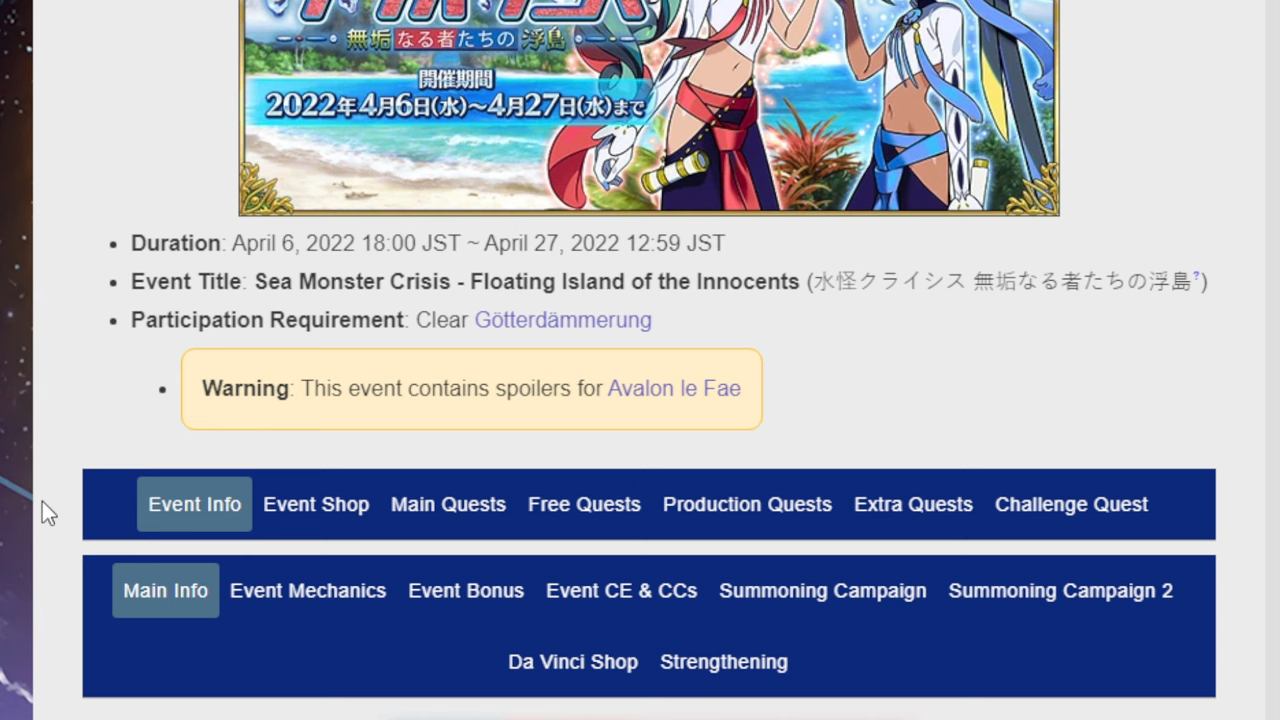 無垢なる者たちの浮島
開催期間
2022年4月6日(水)~4月27日(水)まで
Duration: April 6, 2022 18:00 JST ~ April 27, 2022 12:59 JST
Event Title: Sea Monster Crisis - Floating Island of the Innocents (水怪クライシス 無垢なる者たちの浮島?)
Participation Requirement: Clear Götterdämmerung
Warning: This event contains spoilers for Avalon le Fae
Event Info Event Shop Main Quests Free Quests Production Quests Extra Quests Challenge Quest
Main Info Event Mechanics Event Bonus Event CE & CCs Summoning Campaign Summoning Campaign 2
Da Vinci Shop Strengthening